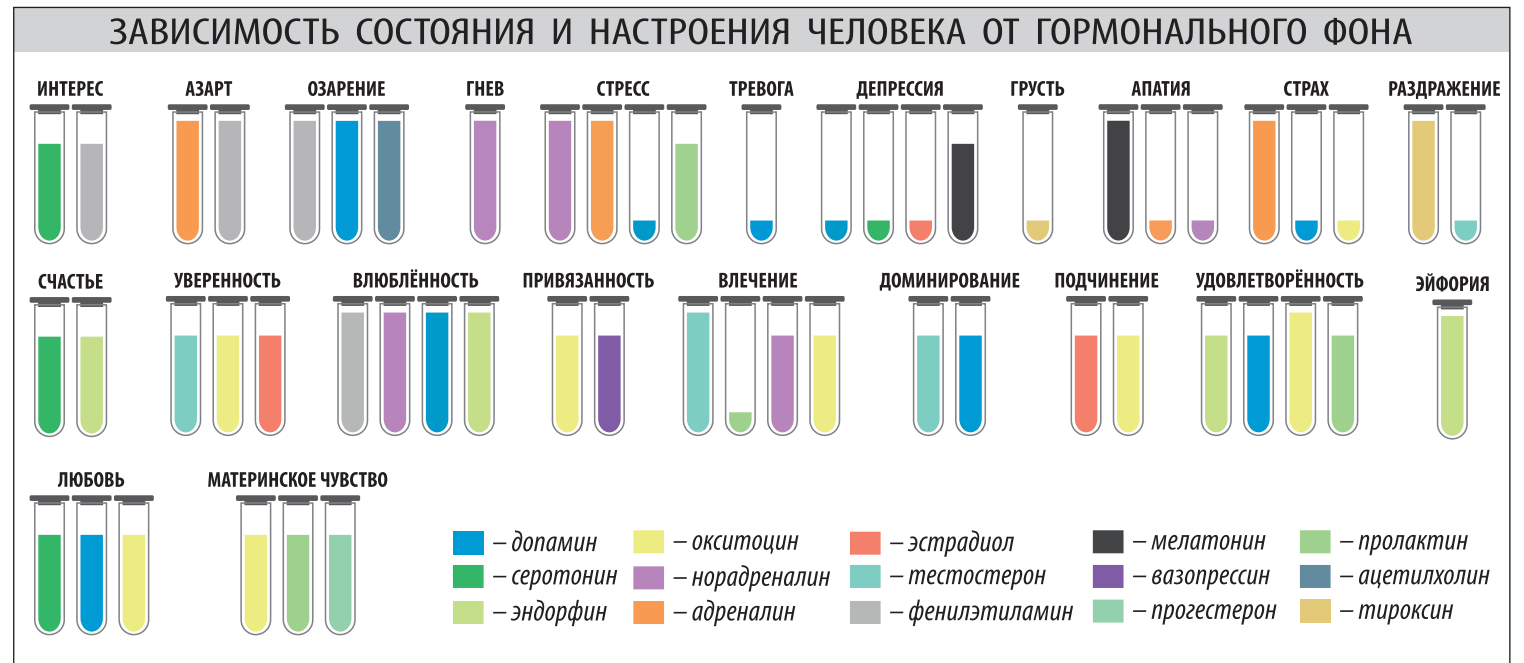 ЗАВИСИМОСТЬ СОСТОЯНИЯ И НАСТРОЕНИЯ ЧЕЛОВЕКА ОТ ГОРМОНАЛЬНОГО ФОНА
ИНТЕРЕС АЗАРТ ОЗАРЕНИЕ ГНЕВ СТРЕСС ТРЕВОГА ДЕПРЕССИЯ ГРУСТЬ АПАТИЯ СТРАХ РАЗДРАЖЕНИЕ
СЧАСТЬЕ УВЕРЕННОСТЬ ВЛЮБЛЁННОСТЬ ПРИВЯЗАННОСТЬ ВЛЕЧЕНИЕ ДОМИНИРОВАНИЕ ПОДЧИНЕНИЕ УДОВЛЕТВОРЁННОСТЬ ЭЙФОРИЯ
ЛЮБОВЬ МАТЕРИНСКОЕ ЧУВСТВО
– допамин – окситоцин – эстрадиол – мелатонин – пролактин
– серотонин – норадреналин – тестостерон – вазопрессин – ацетилхолин
– эндорфин – адреналин – фенилэтиламин – прогестерон – тироксин